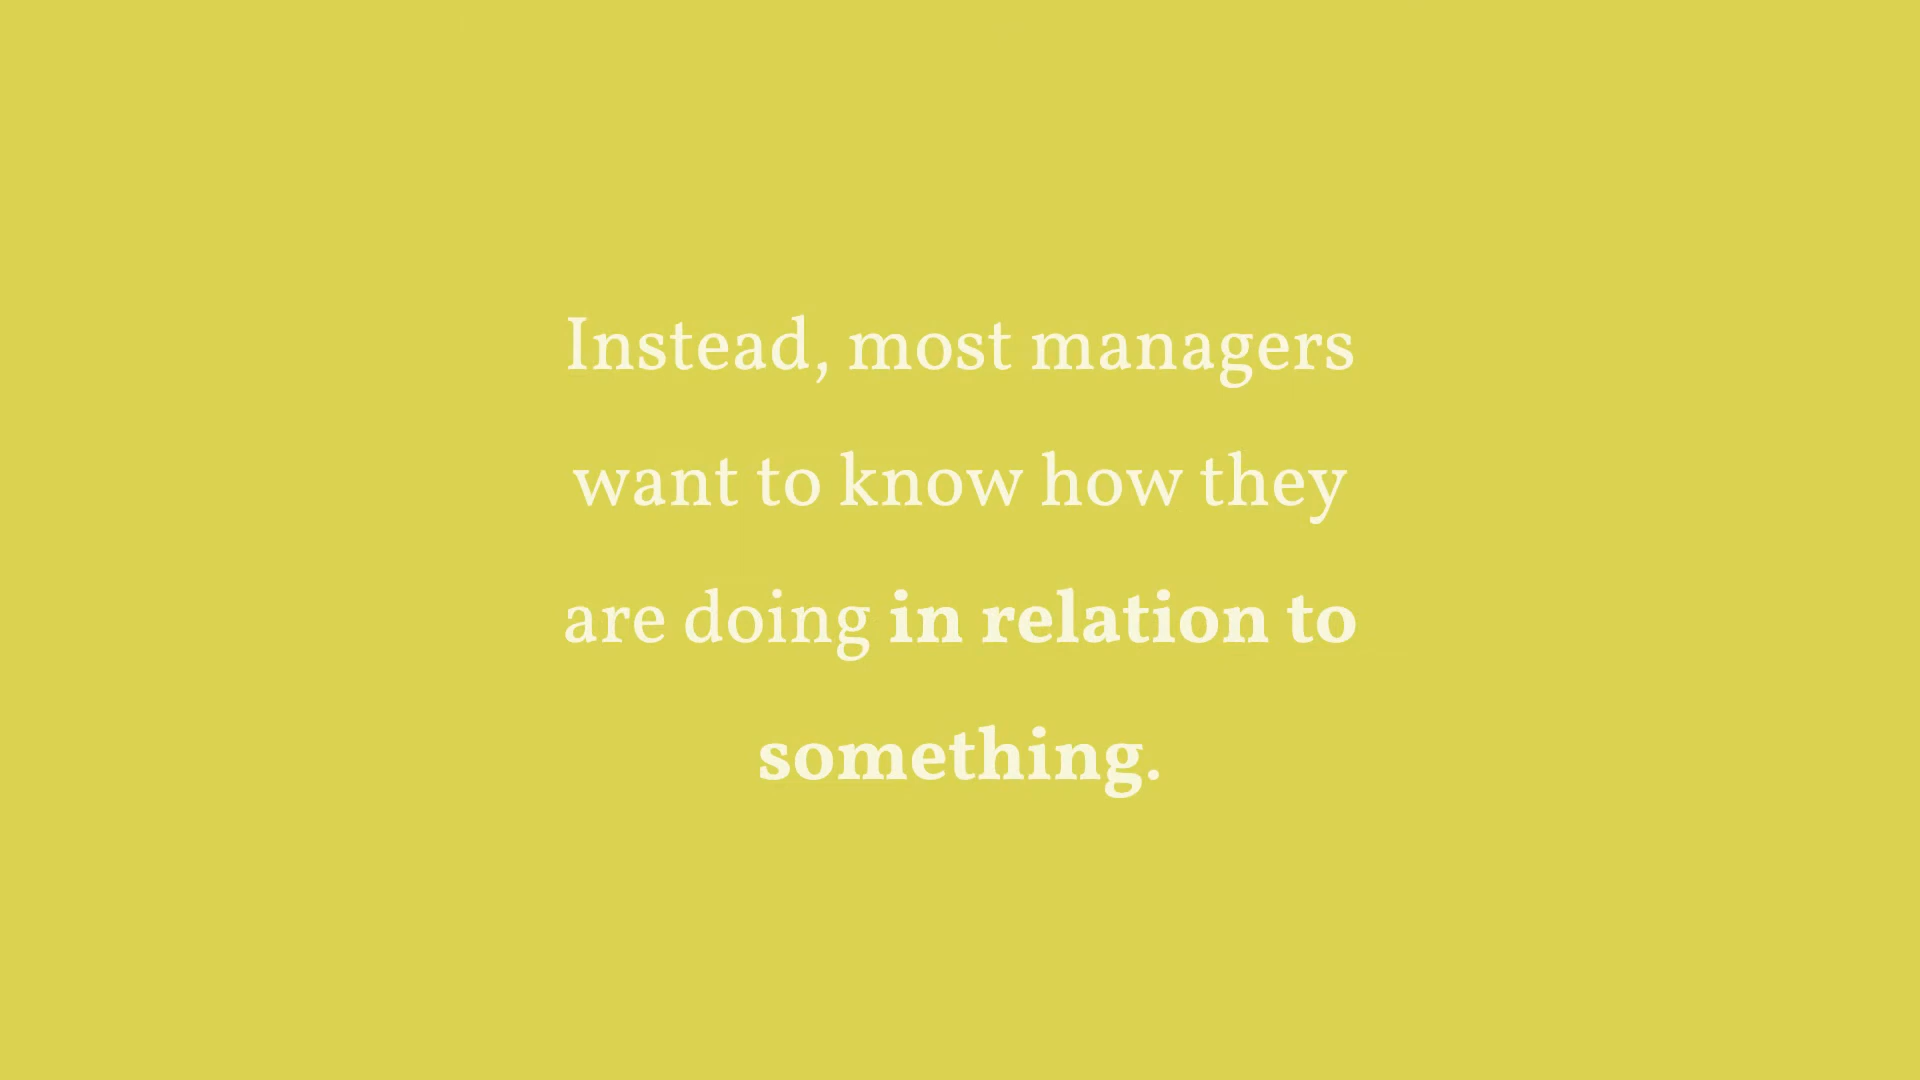 Instead, most managers
want to know how they
are doing in relation to
something.